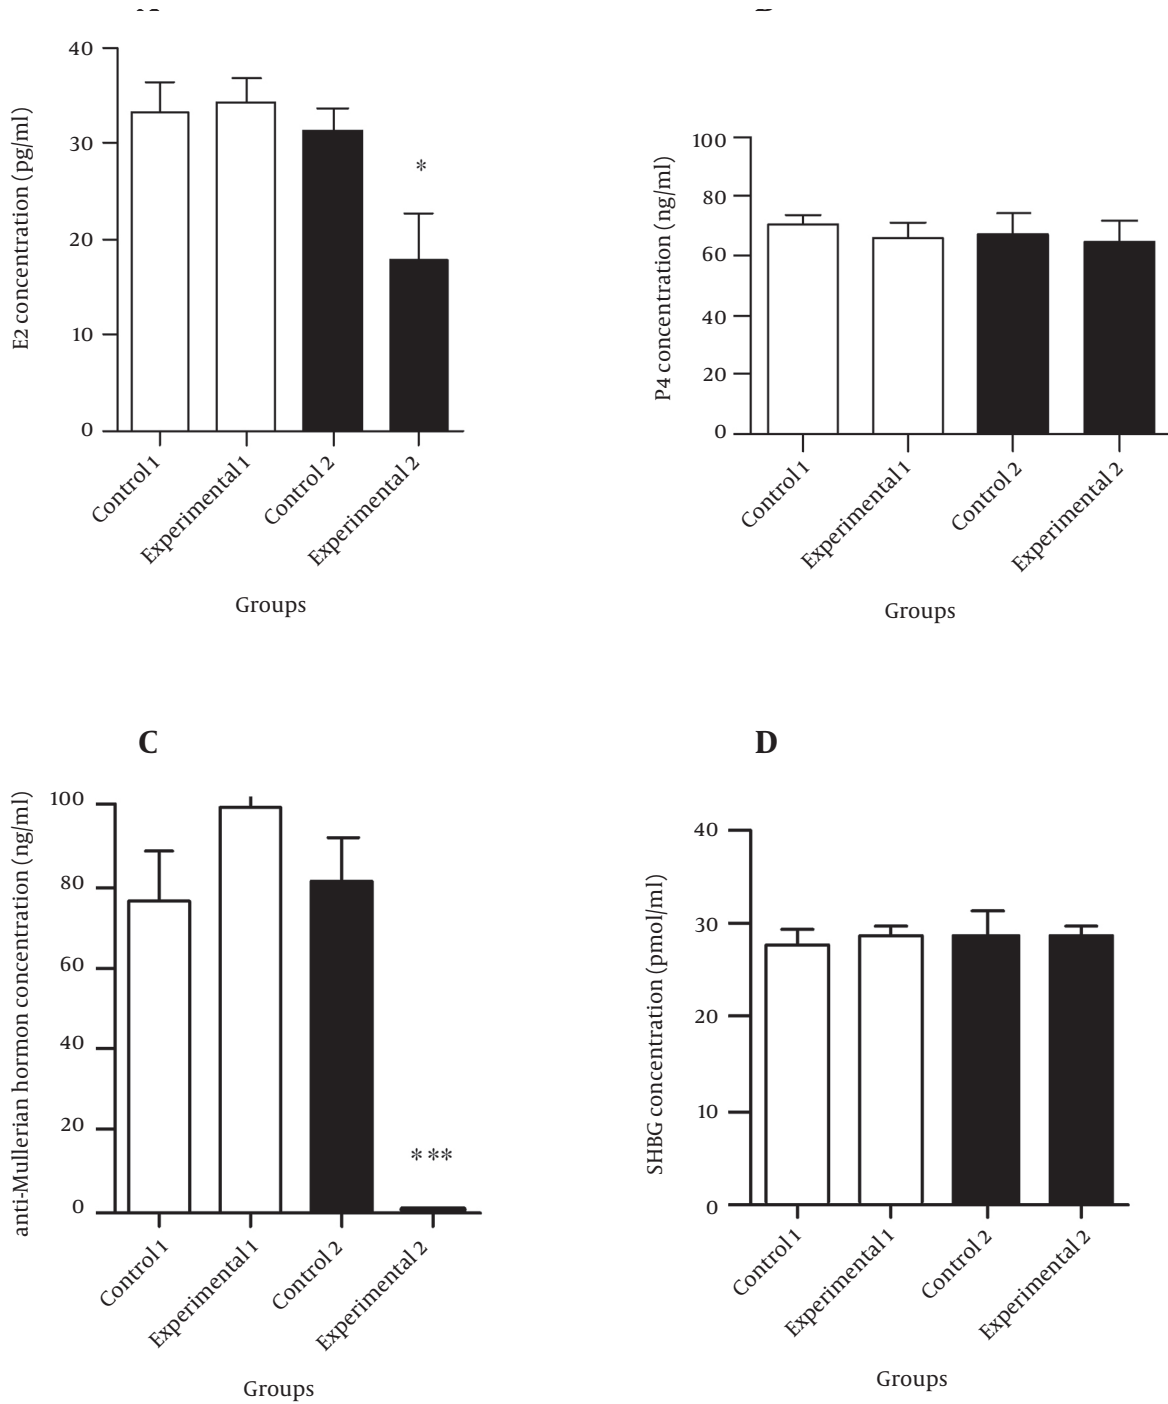 E2 concentration (pg/ml)
40
30
20
10
0
*
Control 1
Experimental 1
Control 2
Experimental 2
Groups
P4 concentration (ng/ml)
100
80
60
40
20
0
Control 1
Experimental 1
Control 2
Experimental 2
Groups
C
anti-Mullerian hormon concentration (ng/ml)
100
80
60
40
20
0
* **
Control 1
Experimental 1
Control 2
Experimental 2
Groups
D
SHBG concentration (pmol/ml)
40
30
20
10
0
Control 1
Experimental 1
Control 2
Experimental 2
Groups